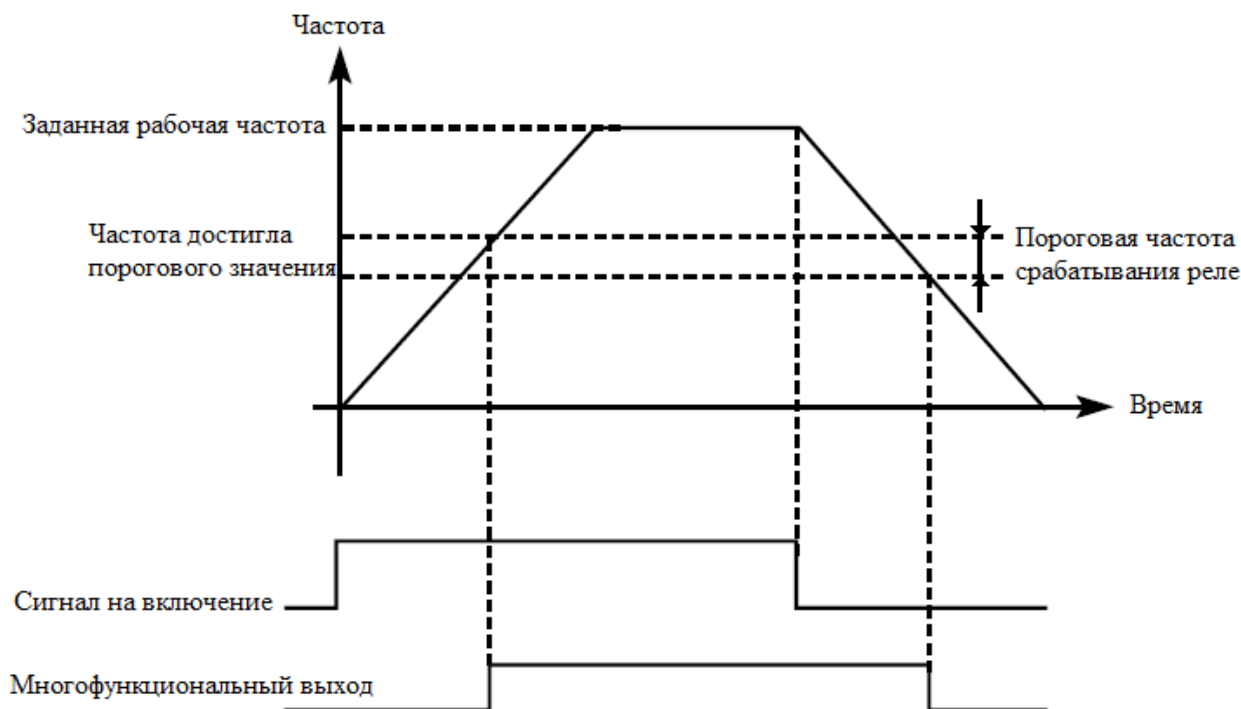 Частота
Заданная рабочая частота
Частота достигла
порогового значения
Пороговая частота
срабатывания реле
Время
Сигнал на включение
Многофункциональный выход